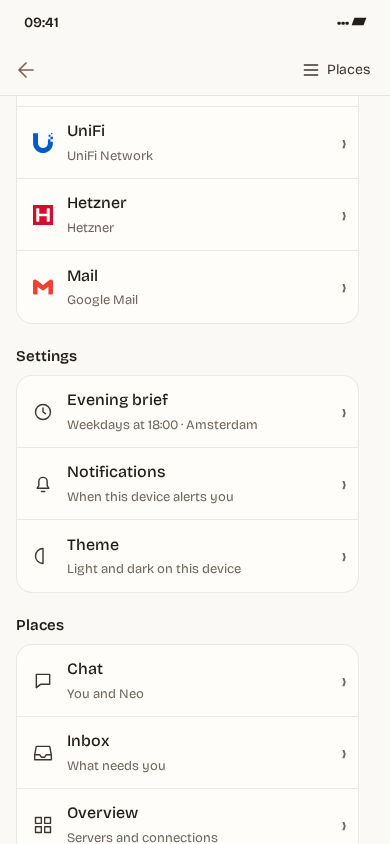 09:41
Places
UniFi
UniFi Network
Hetzner
Hetzner
Mail
Google Mail
Settings
Evening brief
Weekdays at 18:00 · Amsterdam
Notifications
When this device alerts you
Theme
Light and dark on this device
Places
Chat
You and Neo
Inbox
What needs you
Overview
Servers and connections